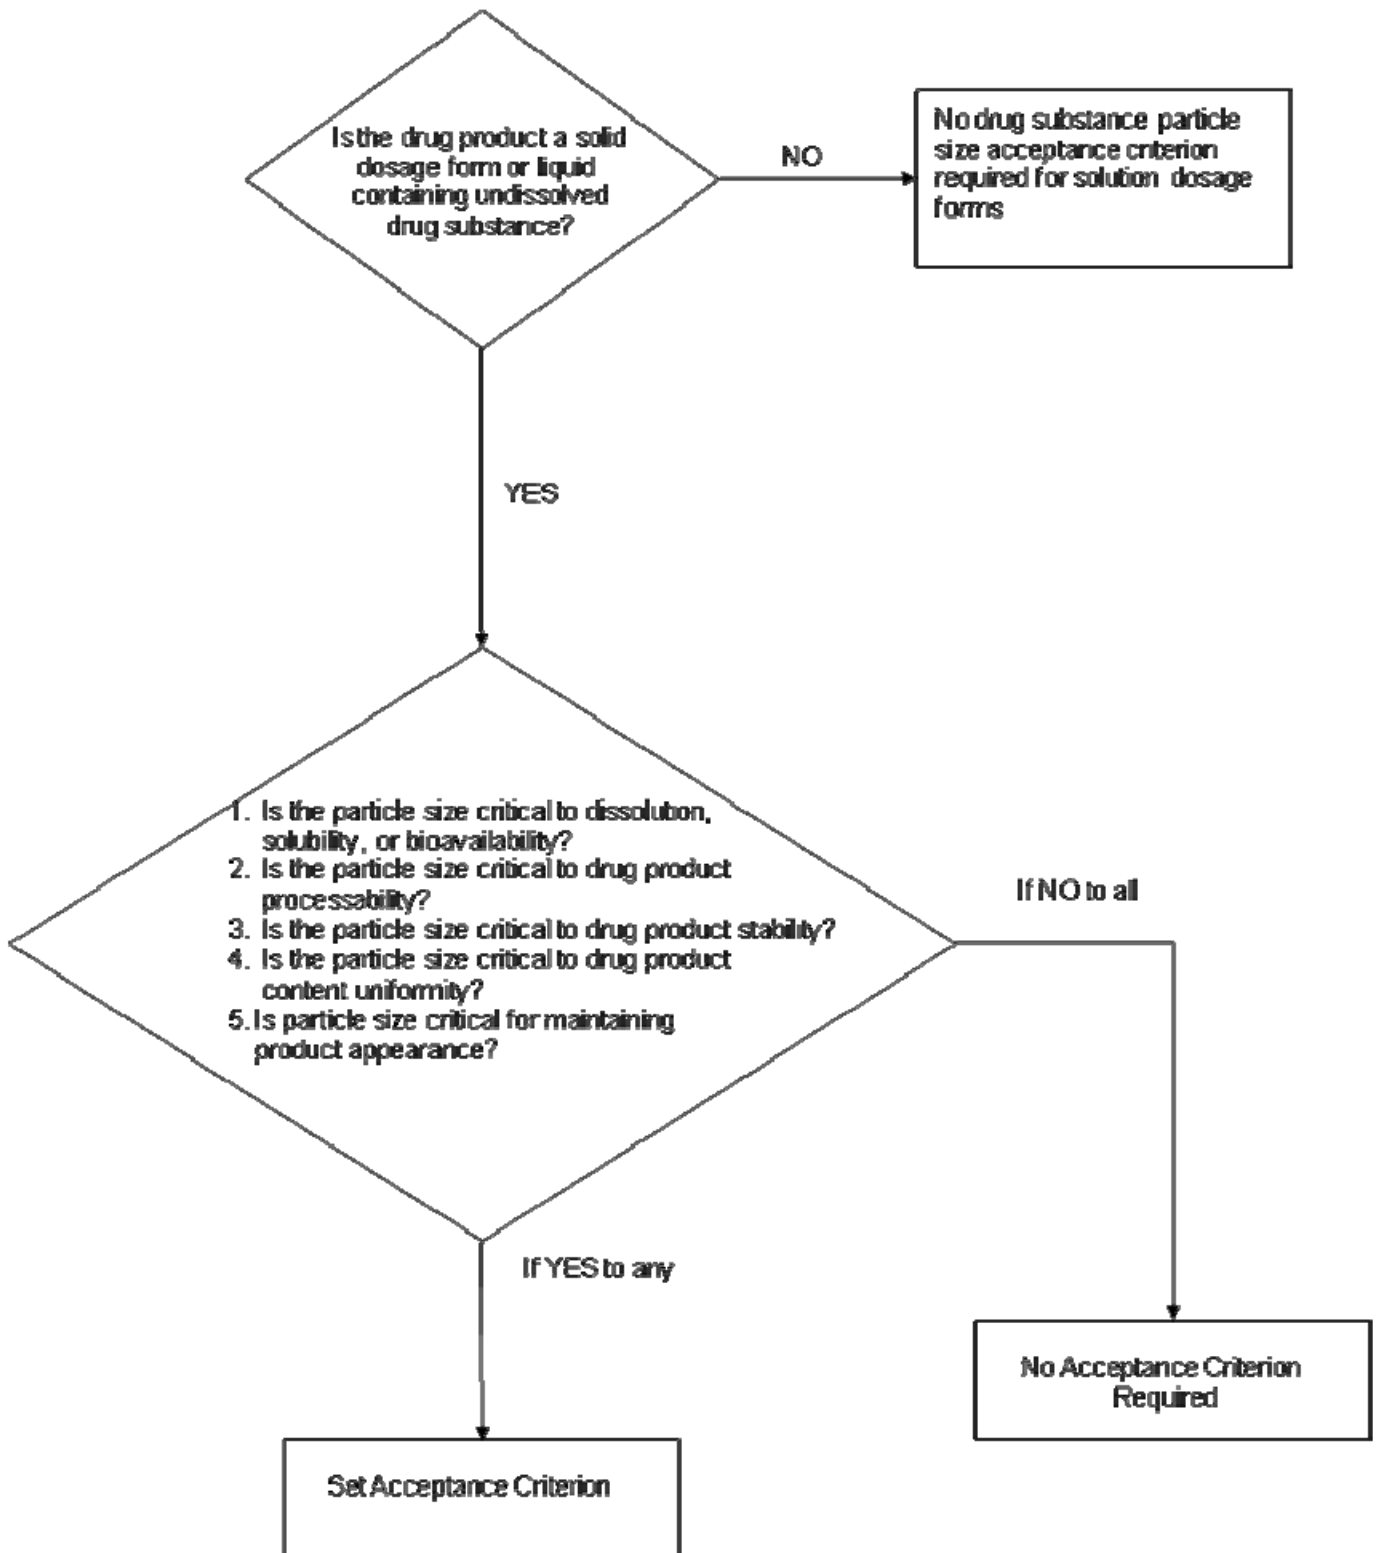 Is the drug product a solid
dosage form or liquid
containing undissolved
drug substance?
NO
No drug substance particle
size acceptance criterion
required for solution dosage
forms
YES
1. Is the particle size critical to dissolution,
solubility, or bioavailability?
2. Is the particle size critical to drug product
processability?
3. Is the particle size critical to drug product stability?
4. Is the particle size critical to drug product
content uniformity?
5. Is particle size critical for maintaining
product appearance?
If NO to all
If YES to any
No Acceptance Criterion
Required
Set Acceptance Criterion